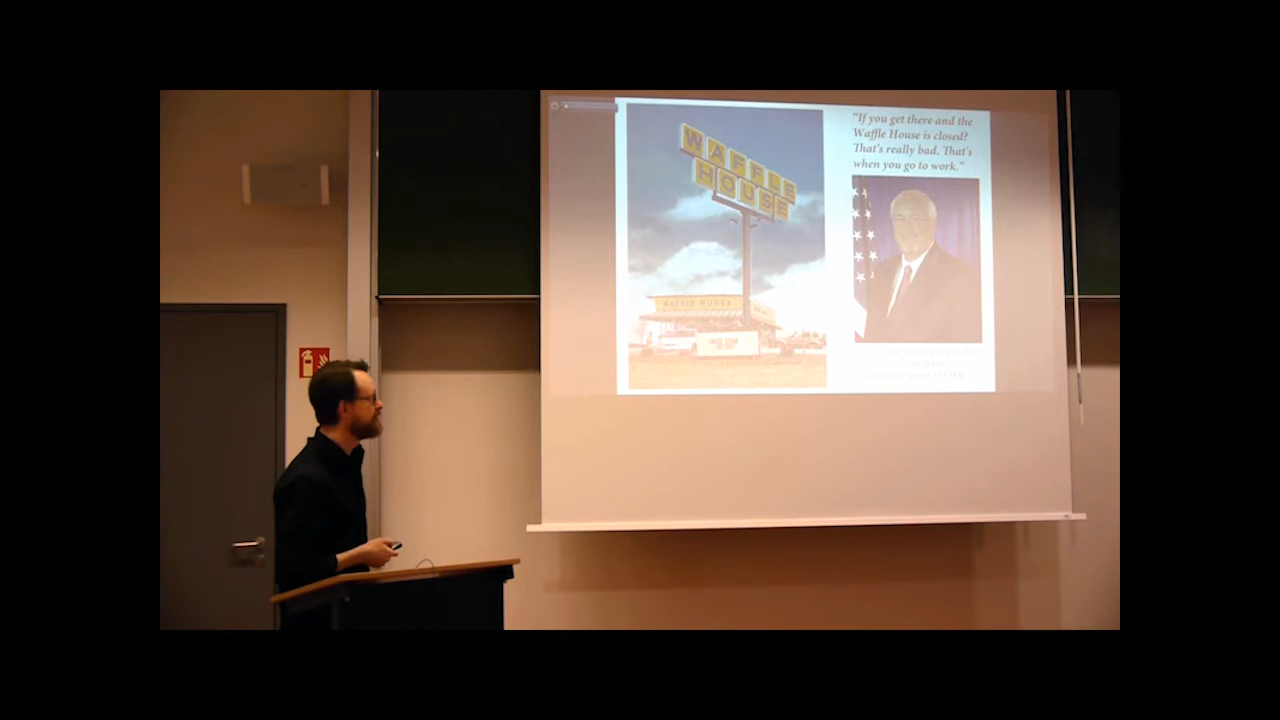 WAFFLE
HOUSE
WAFFLE HOUSE
"If you get there and the
Waffle House is closed?
That's really bad. That's
when you go to work."